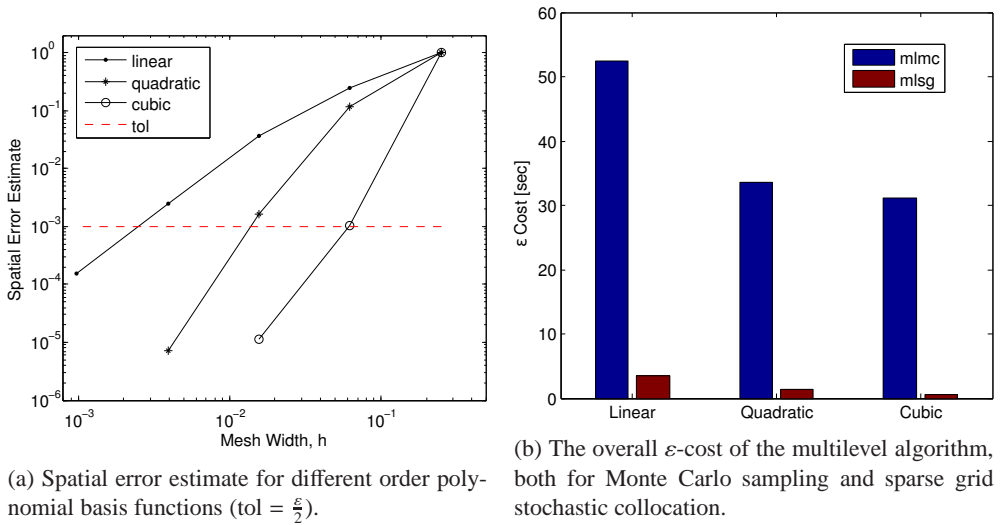 10^0
10^-1
10^-2
10^-3
10^-4
10^-5
10^-6
Spatial Error Estimate
linear
quadratic
cubic
tol
10^-3
10^-2
10^-1
Mesh Width, h
(a) Spatial error estimate for different order poly-
nomial basis functions (tol = ε/2).
60
50
40
30
20
10
0
ε Cost [sec]
mlmc
mlsg
Linear
Quadratic
Cubic
(b) The overall ε-cost of the multilevel algorithm,
both for Monte Carlo sampling and sparse grid
stochastic collocation.